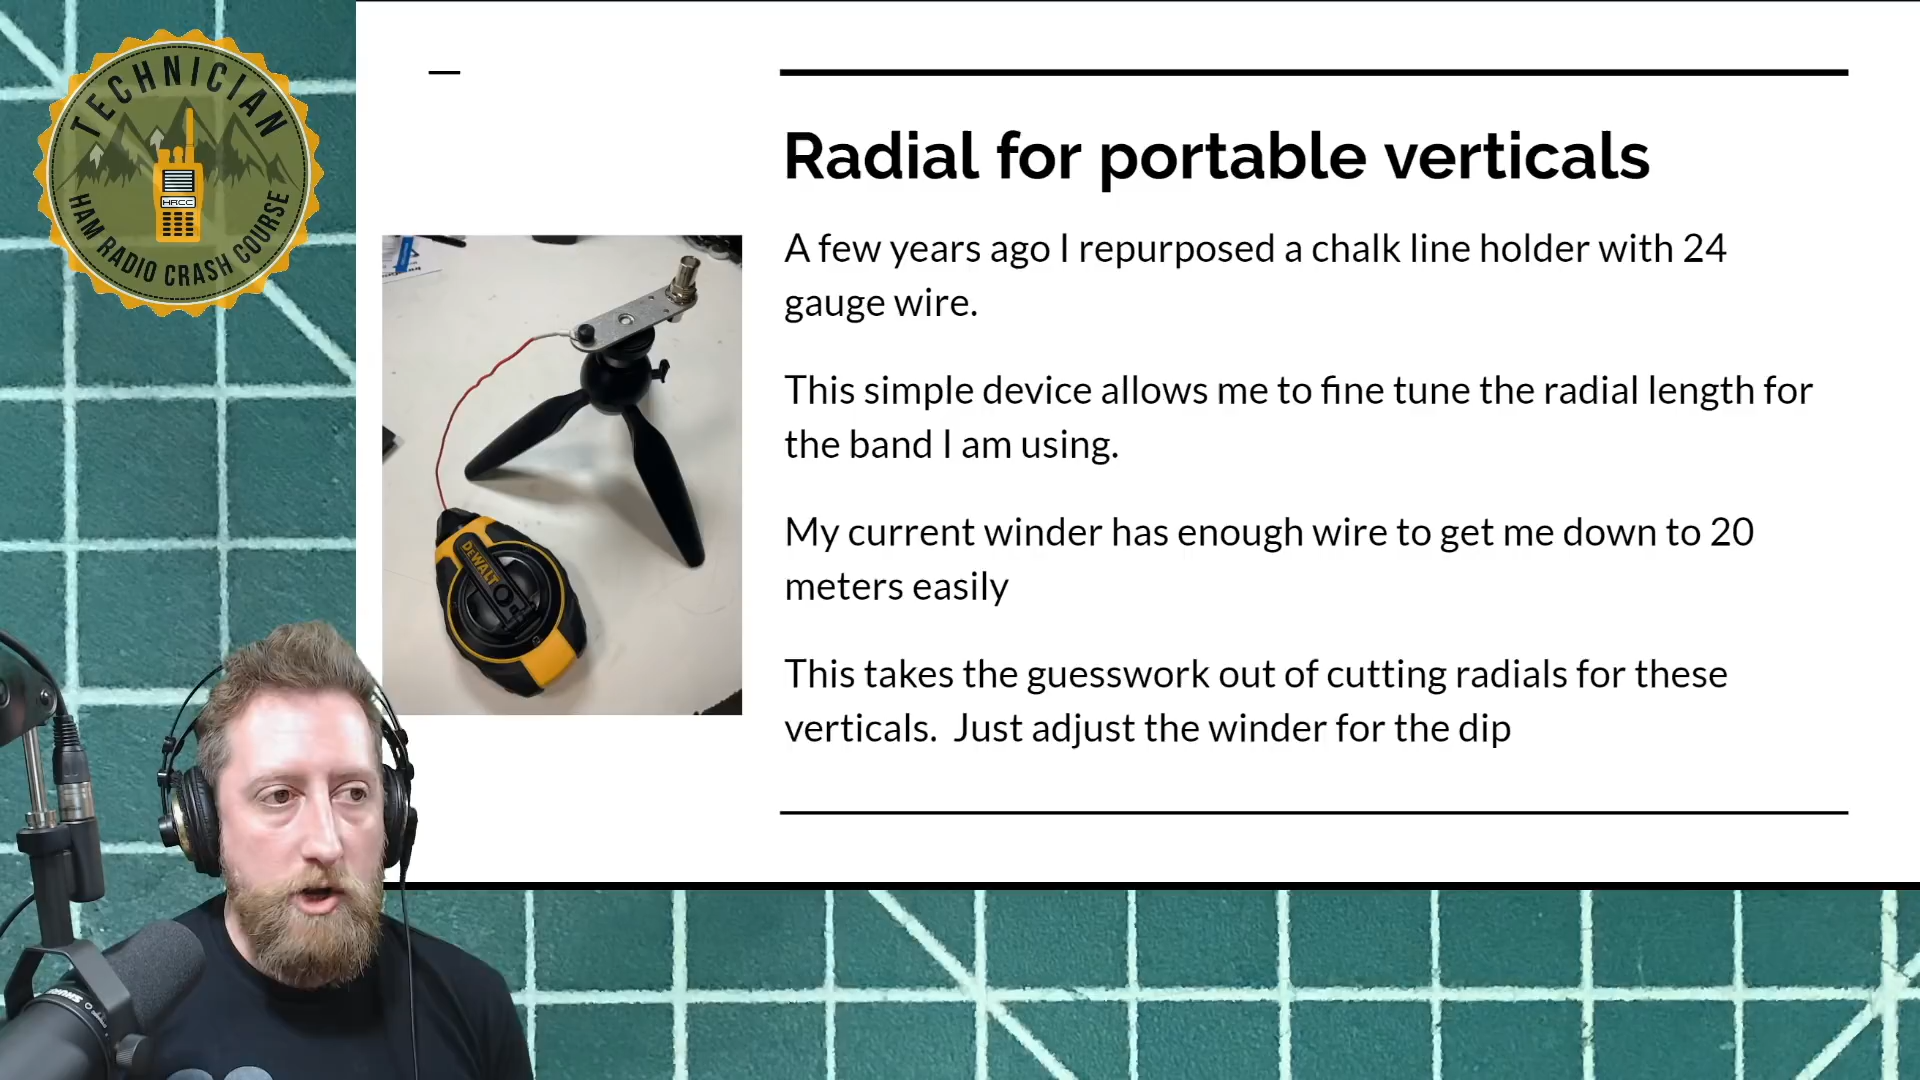 TECHNICIAN
HRCC
HAM RADIO CRASH COURSE
Radial for portable verticals
A few years ago I repurposed a chalk line holder with 24
gauge wire.
This simple device allows me to fine tune the radial length for
the band I am using.
My current winder has enough wire to get me down to 20
meters easily
This takes the guesswork out of cutting radials for these
verticals.  Just adjust the winder for the dip
DEWALT
SHURE